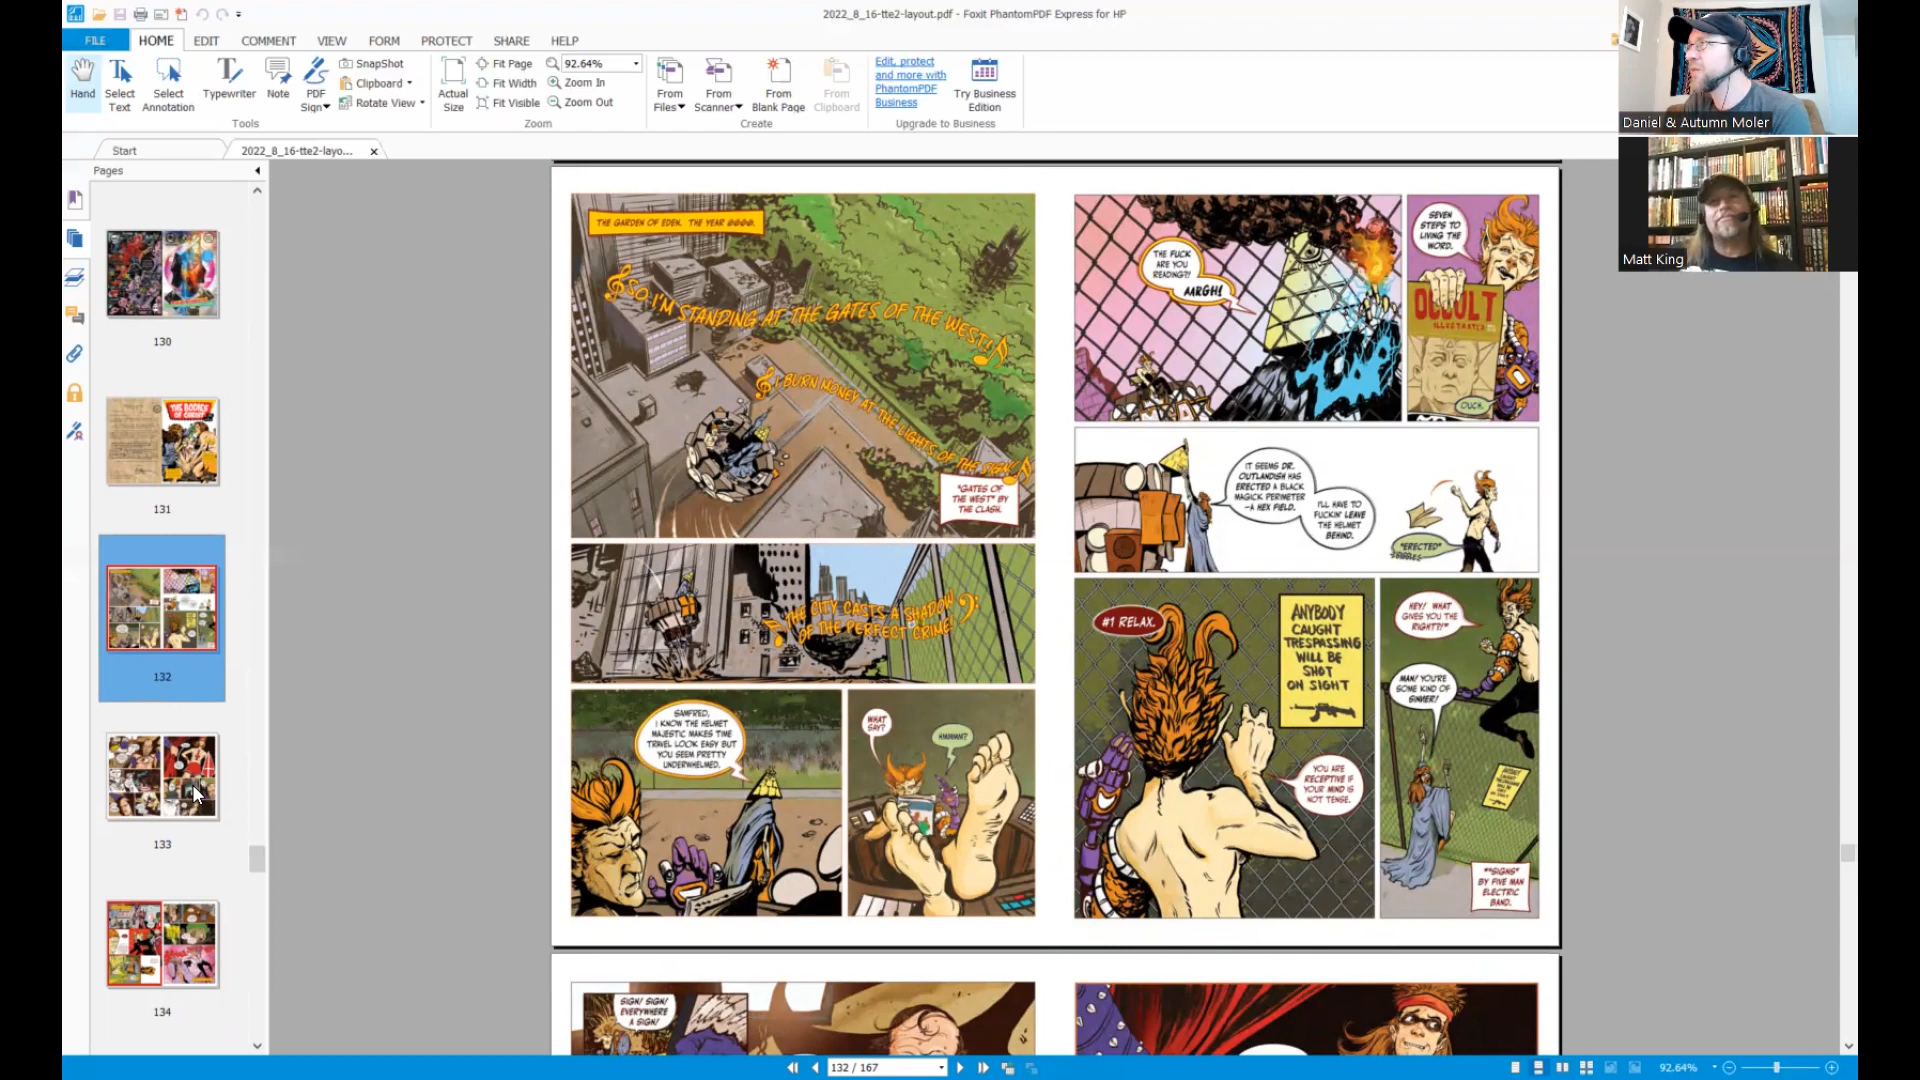 2022_8_16-tte2-layout.pdf - Foxit PhantomPDF Express for HP
FILE
HOME
EDIT
COMMENT
VIEW
FORM
PROTECT
SHARE
HELP
Hand
Select
Text
Select
Annotation
Typewriter
Note
PDF
Sign
SnapShot
Clipboard
Rotate View
Tools
Actual
Size
Fit Page
Fit Width
Fit Visible
92.64%
Zoom In
Zoom Out
Zoom
From
Files
From
Scanner
From
Blank Page
From
Clipboard
Create
Edit, protect
and more with
PhantomPDF
Business
Try Business
Edition
Upgrade to Business
Daniel & Autumn Moler
Matt King
Start
2022_8_16-tte2-layo...
Pages
130
THE BODIES
OF CHRIST
131
132
133
134
THE GARDEN OF EDEN. THE YEAR 6666.
SO I'M STANDING AT THE GATES OF THE WEST!
I BURN MONEY AT THE LIGHTS OF THE SIGN!
"GATES OF
THE WEST" BY
THE CLASH.
THE CITY CASTS A SHADOW
OF THE PERFECT CRIME!
SAMFRED,
I KNOW THE HELMET
MAJESTIC MAKES TIME
TRAVEL LOOK EASY BUT
YOU SEEM PRETTY
UNDERWHELMED.
WHAT
SAY?
HMMMM?
THE FUCK
ARE YOU
READING?!
AARGH!
SEVEN
STEPS TO
LIVING THE
WORD.
OCCULT
ILLUSTRATED
OUCH.
IT SEEMS DR.
OUTLANDISH HAS
ERECTED A BLACK
MAGICK PERIMETER
-A HEX FIELD.
I'LL HAVE TO
FUCKIN' LEAVE
THE HELMET
BEHIND.
"ERECTED"
#1 RELAX.
ANYBODY
CAUGHT
TRESPASSING
WILL BE
SHOT
ON SIGHT
YOU ARE
RECEPTIVE IF
YOUR MIND IS
NOT TENSE.
HEY! WHAT
GIVES YOU THE
RIGHT?!*
MAN! YOU'RE
SOME KIND OF
SINNER!
"SIGNS"
BY FIVE MAN
ELECTRIC
BAND.
SIGN! SIGN!
EVERYWHERE
A SIGN!
132 / 167
92.64%